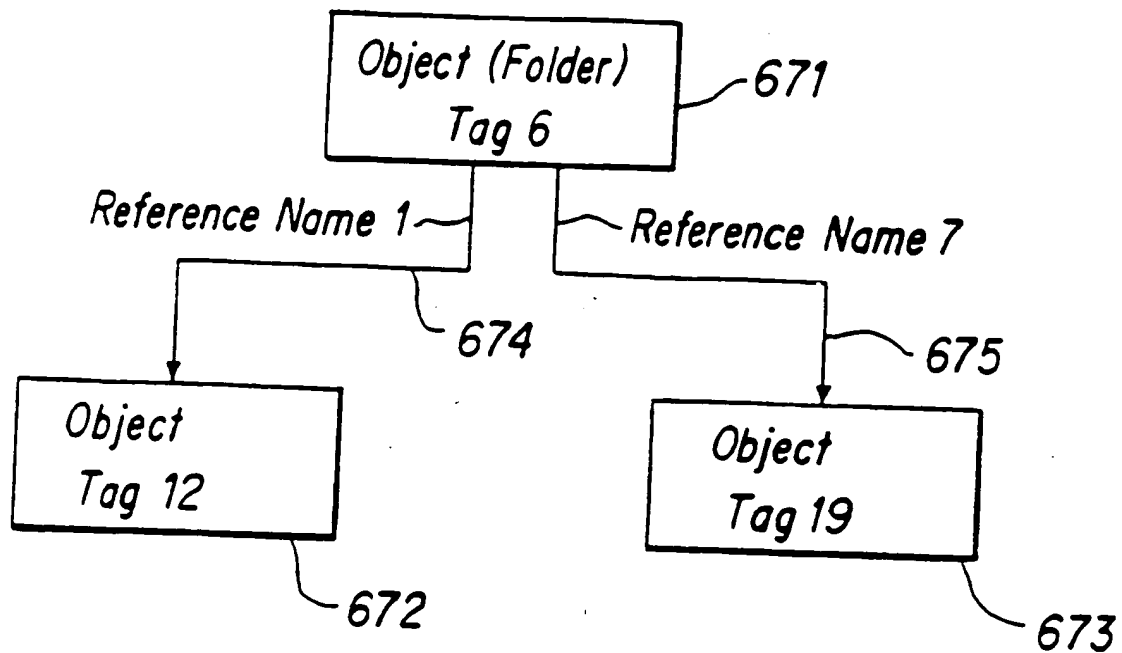 Object (Folder)
Tag 6
671
Reference Name 1
Reference Name 7
674
675
Object
Tag 12
Object
Tag 19
672
673